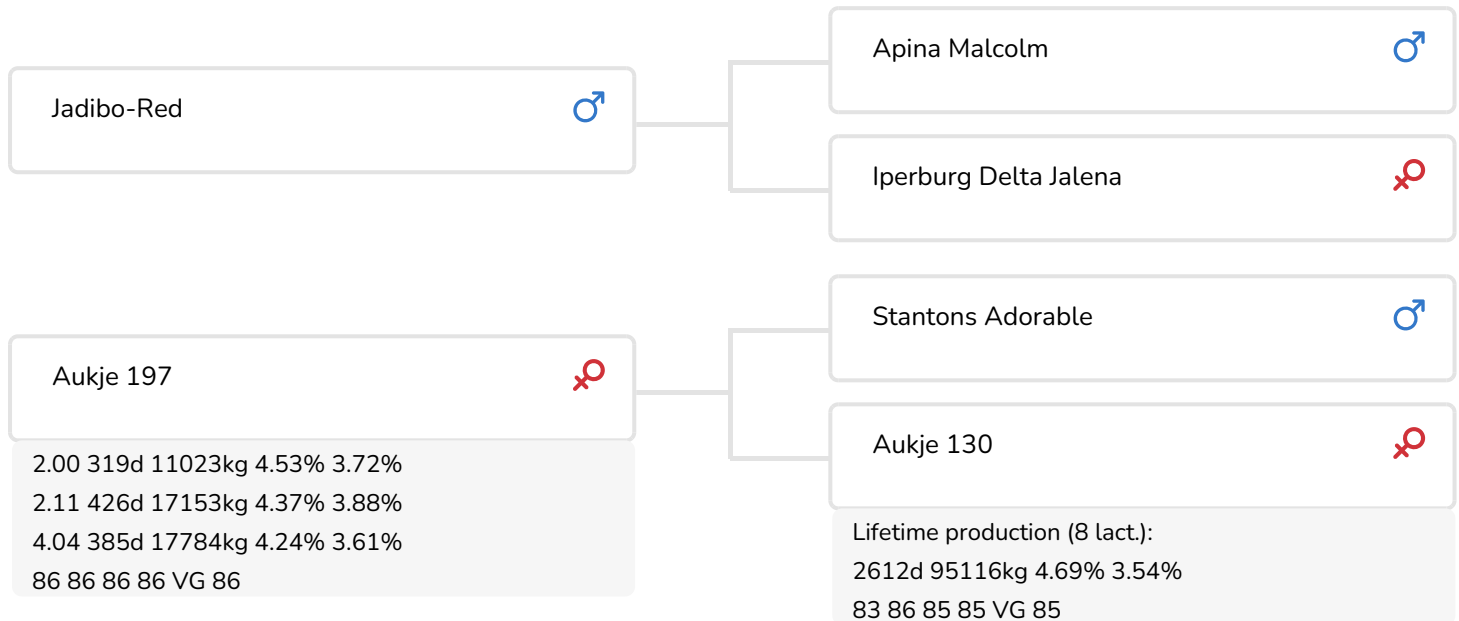 Jadibo-Red
Apina Malcolm
Iperburg Delta Jalena
Aukje 197
2.00 319d 11023kg 4.53% 3.72%
2.11 426d 17153kg 4.37% 3.88%
4.04 385d 17784kg 4.24% 3.61%
86 86 86 86 VG 86
Stantons Adorable
Aukje 130
Lifetime production (8 lact.):
2612d 95116kg 4.69% 3.54%
83 86 85 85 VG 85